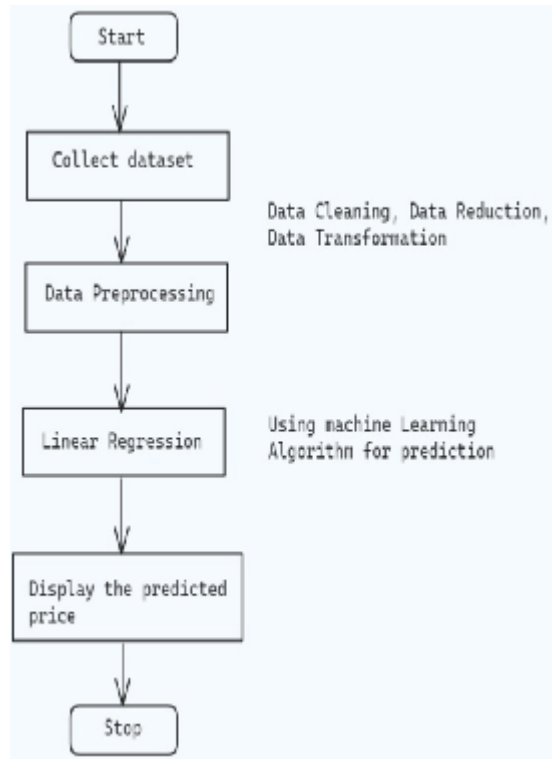 Start
Collect dataset
Data Cleaning, Data Reduction,
Data Transformation
Data Preprocessing
Linear Regression
Using machine Learning
Algorithm for prediction
Display the predicted
price
Stop